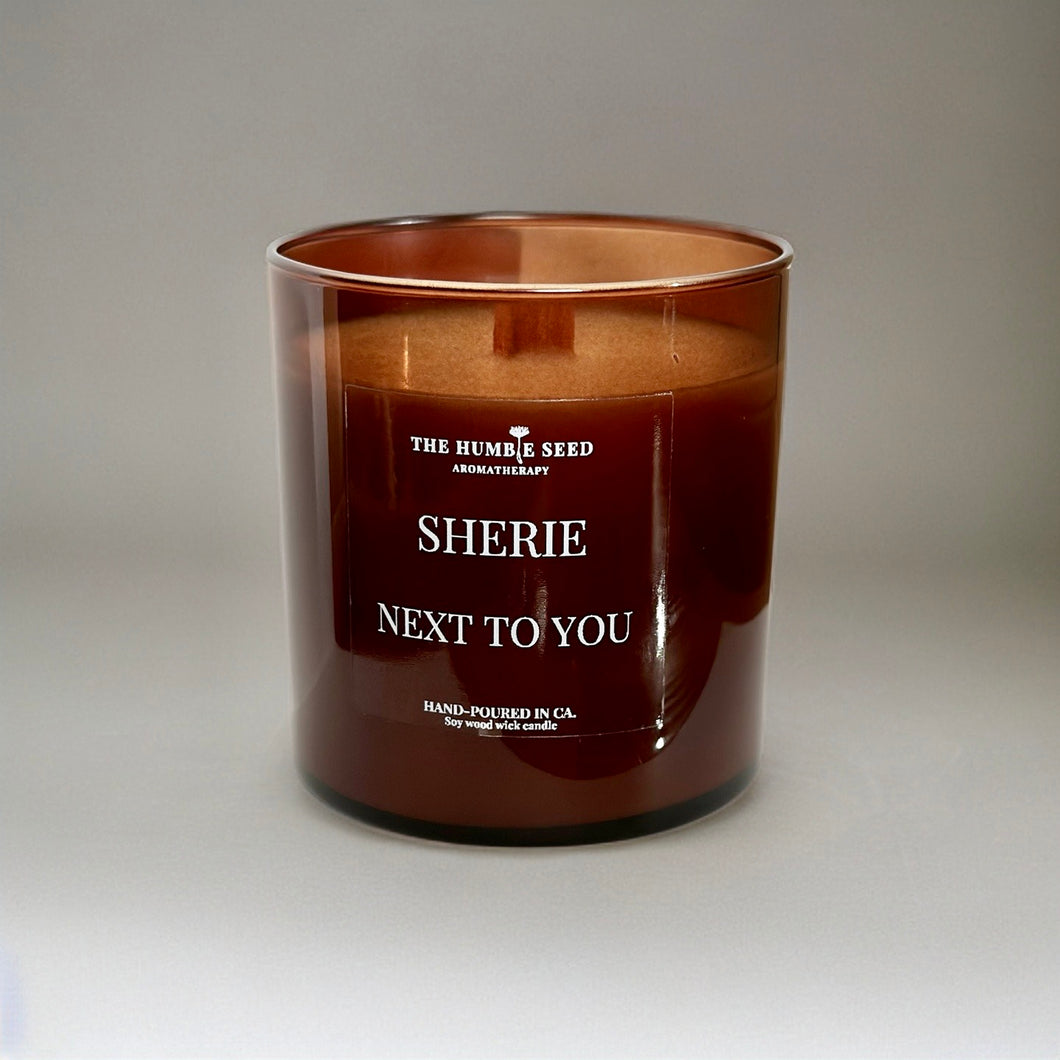 THE HUMBLE SEED
AROMATHERAPY
SHERIE
NEXT TO YOU
HAND-POURED IN CA.
Soy wood wick candle